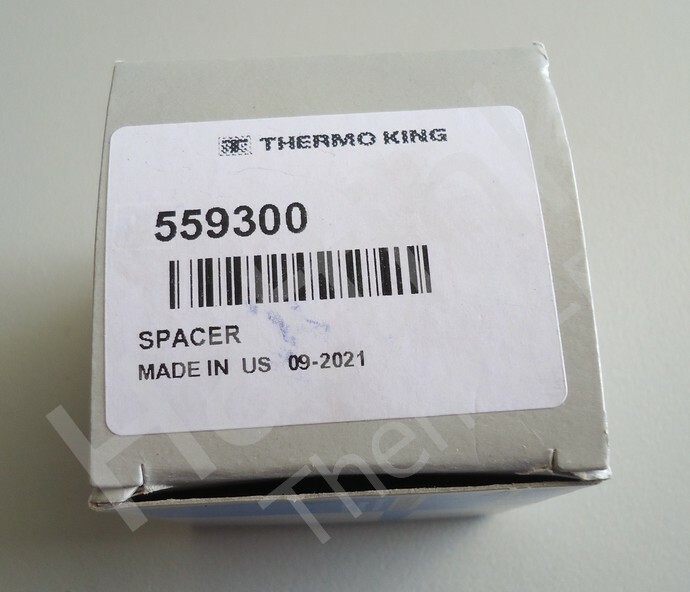 THERMO KING
559300
SPACER
MADE IN US 09-2021